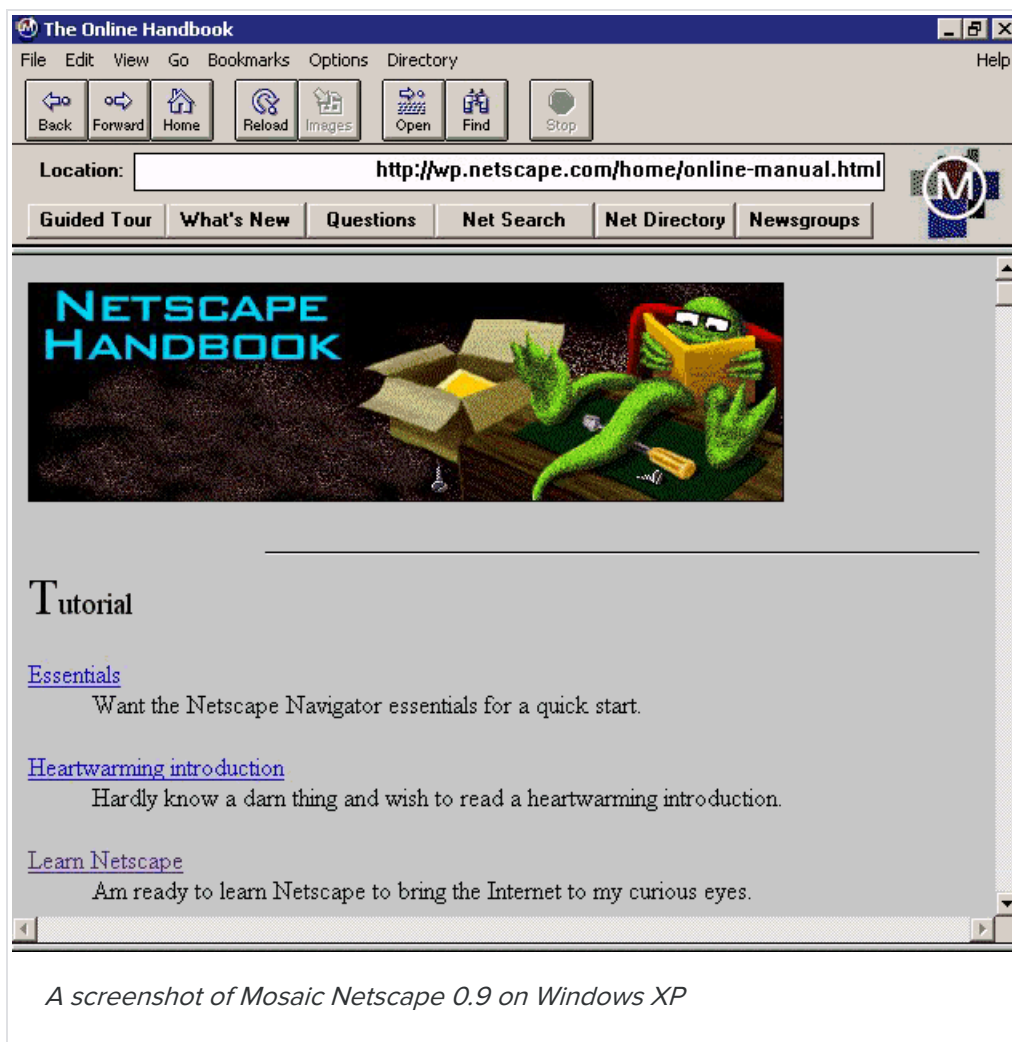 The Online Handbook
File Edit View Go Bookmarks Options Directory Help
Back Forward Home Reload Images Open Find Stop
Location: http://wp.netscape.com/home/online-manual.html
M
Guided Tour What's New Questions Net Search Net Directory Newsgroups
NETSCAPE
HANDBOOK
Tutorial
Essentials
Want the Netscape Navigator essentials for a quick start.
Heartwarming introduction
Hardly know a darn thing and wish to read a heartwarming introduction.
Learn Netscape
Am ready to learn Netscape to bring the Internet to my curious eyes.
A screenshot of Mosaic Netscape 0.9 on Windows XP